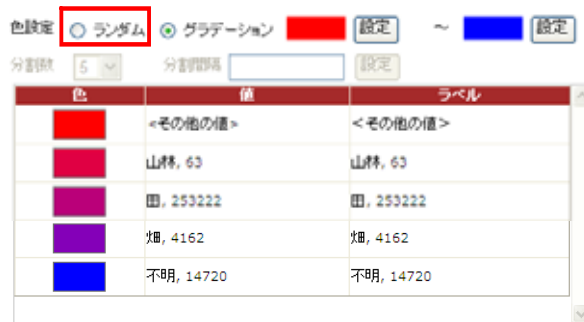 色設定 ランダム グラデーション 設定 ～ 設定
分割数 5 分割間隔 設定
色 値 ラベル
<その他の値> <その他の値>
山林, 63 山林, 63
田, 253222 田, 253222
畑, 4162 畑, 4162
不明, 14720 不明, 14720